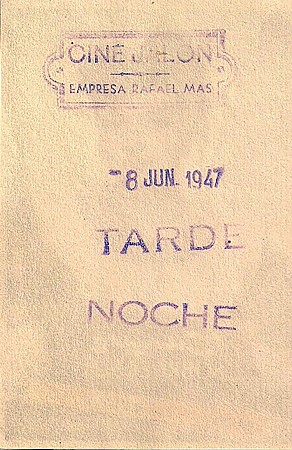 CINE JALON
EMPRESA RAFAEL MAS
-8 JUN. 1947
TARDE
NOCHE